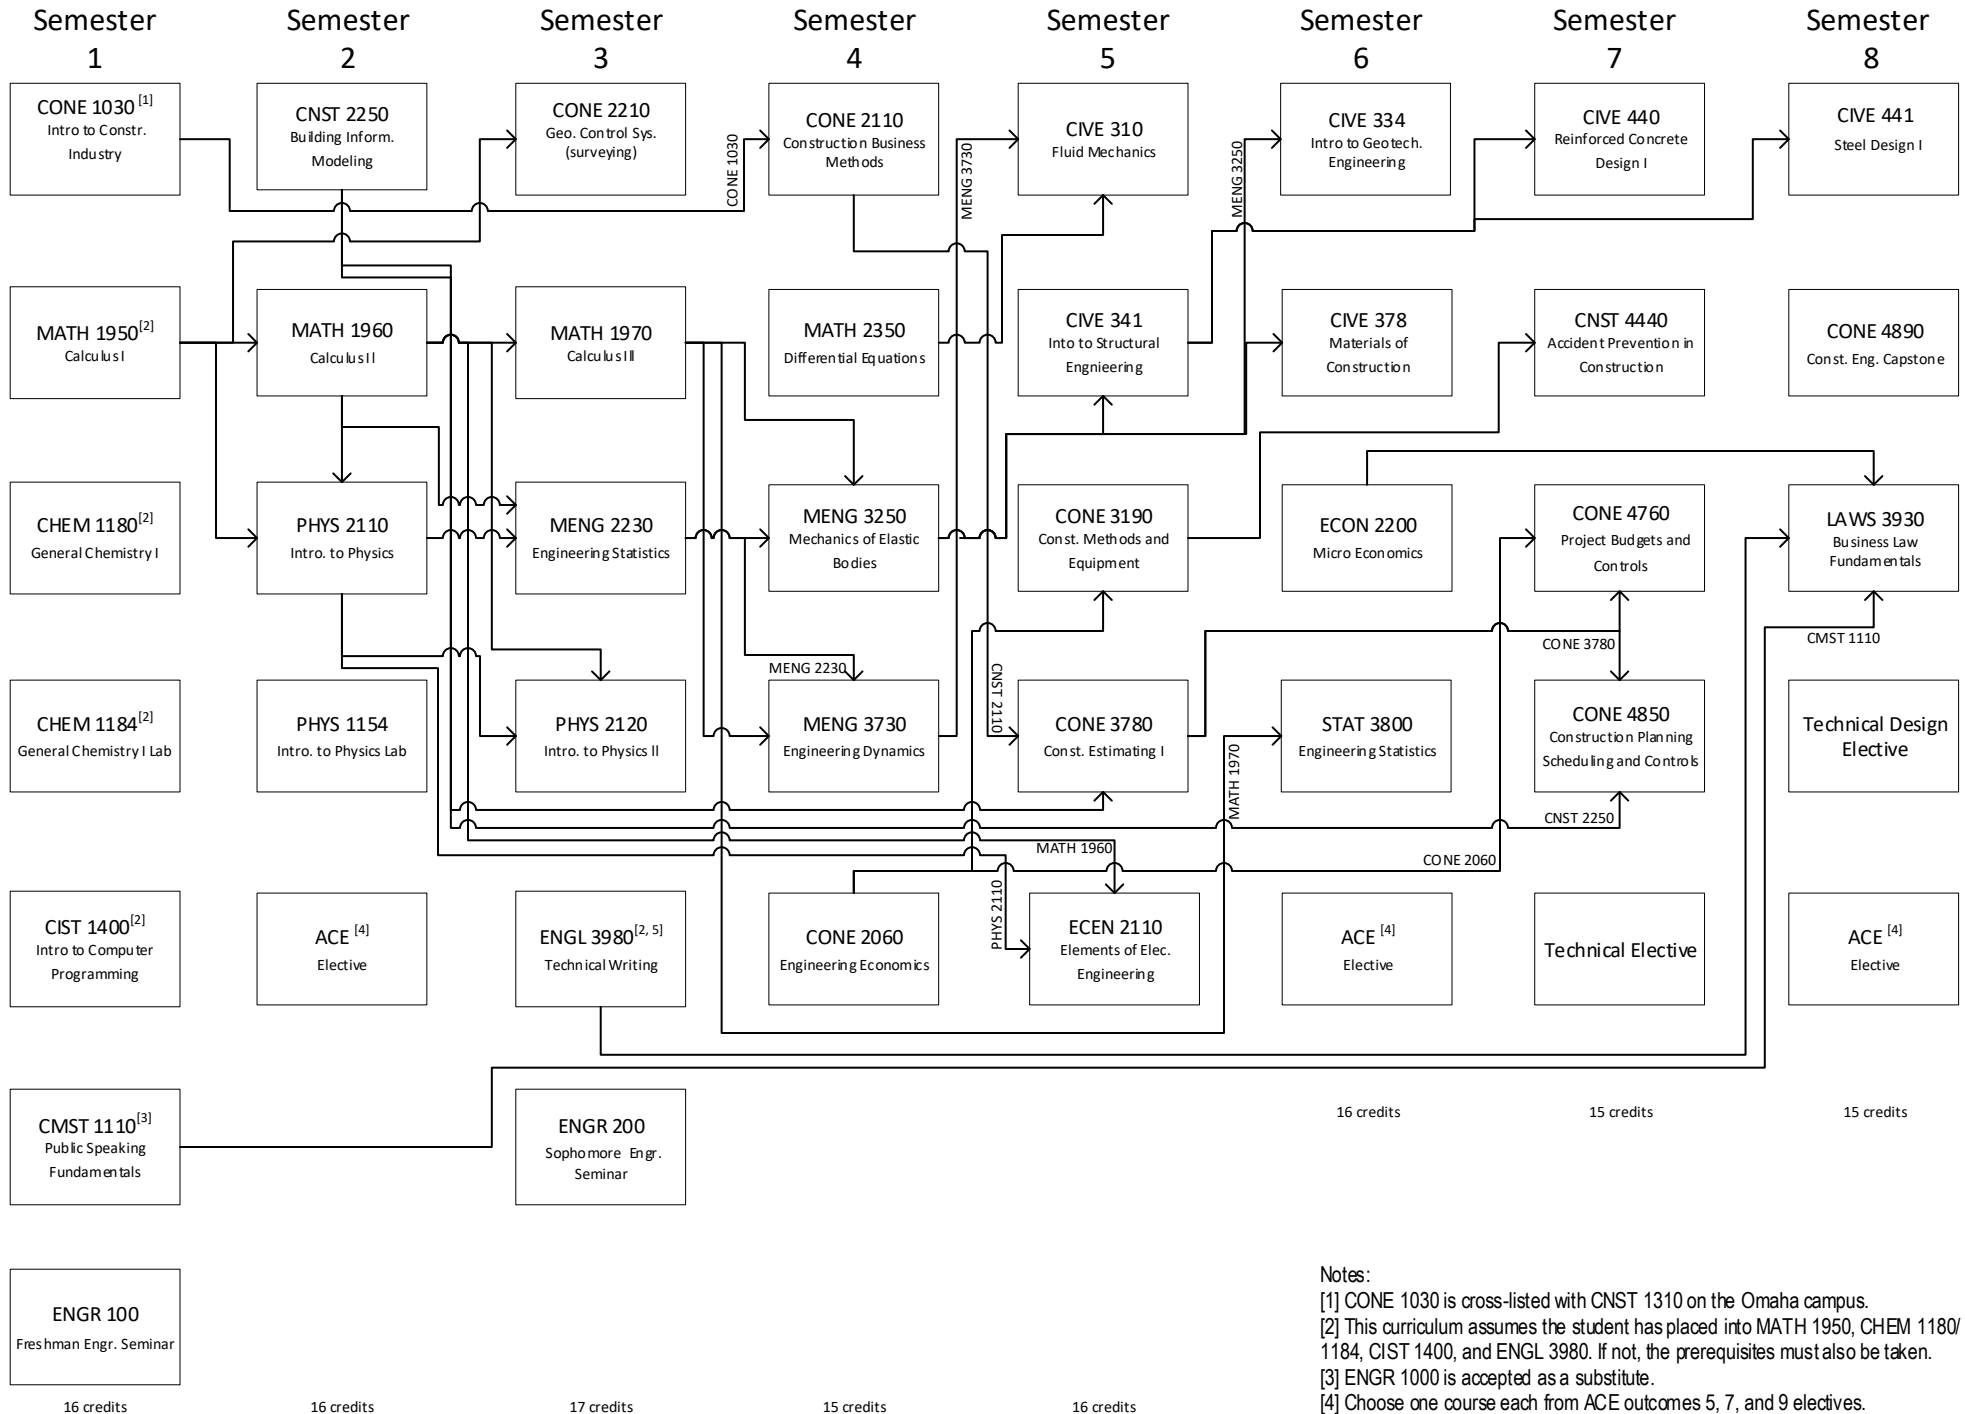 Semester
1
Semester
2
Semester
3
Semester
4
Semester
5
Semester
6
Semester
7
Semester
8
CONE 1030 [1]
Intro to Constr.
Industry
CNST 2250
Building Inform.
Modeling
CONE 2210
Geo. Control Sys.
(surveying)
CONE 1030
CONE 2110
Construction Business
Methods
MENG 3730
CIVE 310
Fluid Mechanics
MENG 3250
CIVE 334
Intro to Geotech.
Engineering
CIVE 440
Reinforced Concrete
Design I
CIVE 441
Steel Design I
MATH 1950[2]
Calculus I
MATH 1960
Calculus II
MATH 1970
Calculus III
MATH 2350
Differential Equations
CIVE 341
Into to Structural
Engnieering
CIVE 378
Materials of
Construction
CNST 4440
Accident Prevention in
Construction
CONE 4890
Const. Eng. Capstone
CHEM 1180[2]
General Chemistry I
PHYS 2110
Intro. to Physics
MENG 2230
Engineering Statistics
MENG 3250
Mechanics of Elastic
Bodies
CONE 3190
Const. Methods and
Equipment
ECON 2200
Micro Economics
CONE 4760
Project Budgets and
Controls
LAWS 3930
Business Law
Fundamentals
MENG 2230
CNST 2110
CONE 3780
CMST 1110
CHEM 1184[2]
General Chemistry I Lab
PHYS 1154
Intro. to Physics Lab
PHYS 2120
Intro. to Physics II
MENG 3730
Engineering Dynamics
CONE 3780
Const. Estimating I
MATH 1970
STAT 3800
Engineering Statistics
CONE 4850
Construction Planning
Scheduling and Controls
Technical Design
Elective
CNST 2250
MATH 1960
CONE 2060
PHYS 2110
CIST 1400[2]
Intro to Computer
Programming
ACE [4]
Elective
ENGL 3980[2, 5]
Technical Writing
CONE 2060
Engineering Economics
ECEN 2110
Elements of Elec.
Engineering
ACE [4]
Elective
Technical Elective
ACE [4]
Elective
CMST 1110[3]
Public Speaking
Fundamentals
ENGR 200
Sophomore Engr.
Seminar
16 credits
15 credits
15 credits
ENGR 100
Freshman Engr. Seminar
16 credits
16 credits
17 credits
15 credits
16 credits
Notes:
[1] CONE 1030 is cross-listed with CNST 1310 on the Omaha campus.
[2] This curriculum assumes the student has placed into MATH 1950, CHEM 1180/
1184, CIST 1400, and ENGL 3980. If not, the prerequisites must also be taken.
[3] ENGR 1000 is accepted as a substitute.
[4] Choose one course each from ACE outcomes 5, 7, and 9 electives.